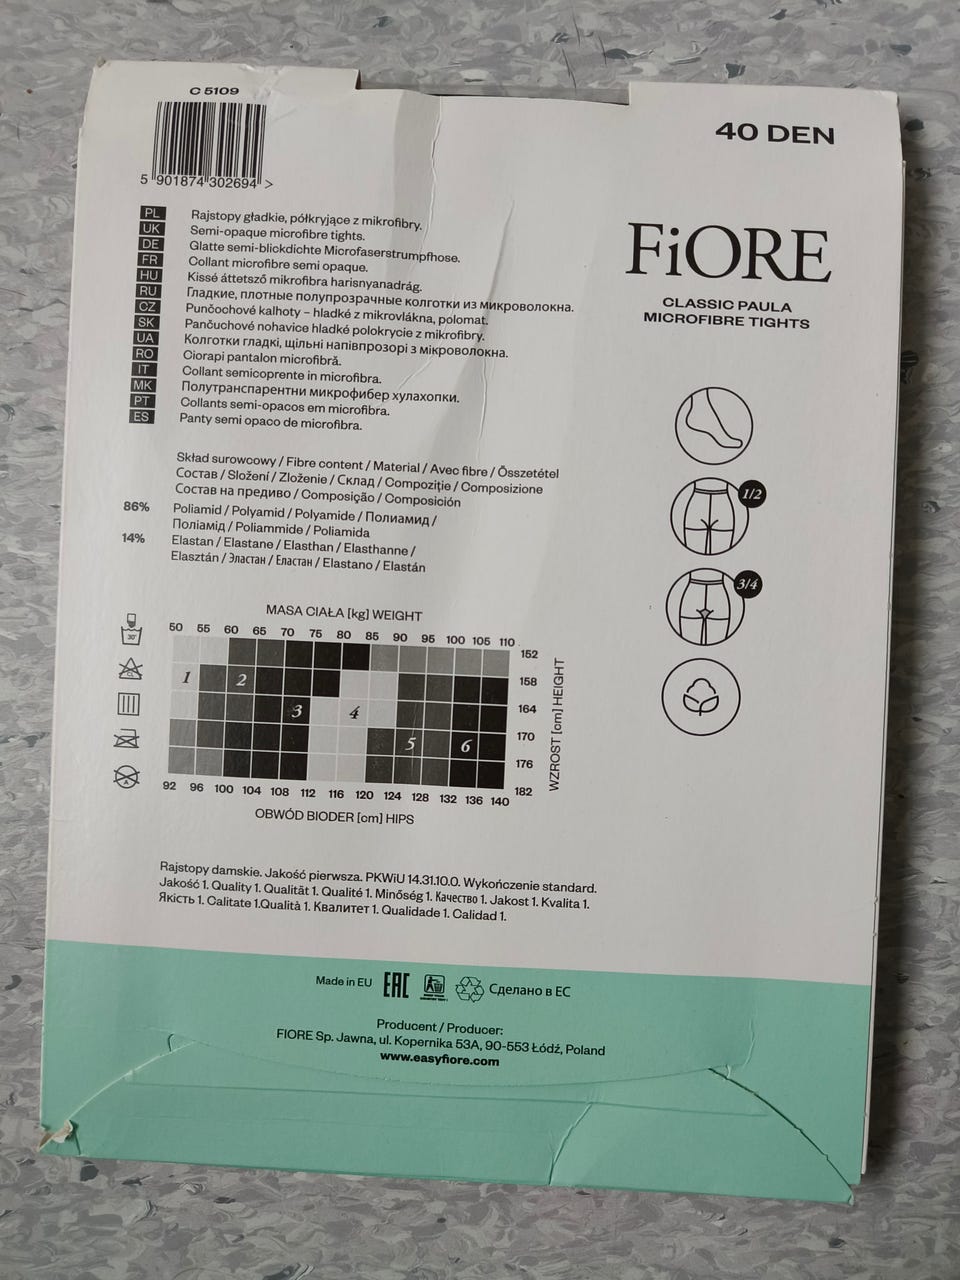 C 5109
5 901874 302694 >
40 DEN
FiORE
CLASSIC PAULA
MICROFIBRE TIGHTS
1/2
3/4
PL Rajstopy gładkie, półkryjące z mikrofibry.
UK Semi-opaque microfibre tights.
DE Glatte semi-blickdichte Microfaserstrumpfhose.
FR Collant microfibre semi opaque.
HU Kissé áttetsző mikrofibra harisnyanadrág.
RU Гладкие, плотные полупрозрачные колготки из микроволокна.
CZ Punčochové kalhoty – hladké z mikrovlákna, polomat.
SK Pančuchové nohavice hladké polokrycie z mikrofibry.
UA Колготки гладкі, щільні напівпрозорі з мікроволокна.
RO Ciorapi pantalon microfibră.
IT Collant semicoprente in microfibra.
MK Полутранспарентни микрофибер хулахопки.
PT Collants semi-opacos em microfibra.
ES Panty semi opaco de microfibra.
Skład surowcowy / Fibre content / Material / Avec fibre / Összetétel
Состав / Složení / Zloženie / Склад / Compoziție / Composizione
Состав на предиво / Composição / Composición
86% Poliamid / Polyamid / Polyamide / Полиамид /
Поліамід / Poliammide / Poliamida
14% Elastan / Elastane / Elasthan / Elasthanne /
Elasztán / Эластан / Еластан / Elastano / Elastán
MASA CIAŁA [kg] WEIGHT
50 55 60 65 70 75 80 85 90 95 100 105 110
152
158
164
170
176
182
WZROST [cm] HEIGHT
1 2 3 4 5 6
92 96 100 104 108 112 116 120 124 128 132 136 140
OBWÓD BIODER [cm] HIPS
30°
CL
A
Rajstopy damskie. Jakość pierwsza. PKWiU 14.31.10.0. Wykończenie standard.
Jakość 1. Quality 1. Qualität 1. Qualité 1. Minőség 1. Качество 1. Jakost 1. Kvalita 1.
Якість 1. Calitate 1.Qualità 1. Квалитет 1. Qualidade 1. Calidad 1.
Made in EU EAC Сделано в ЕС
Producent / Producer:
FIORE Sp. Jawna, ul. Kopernika 53A, 90-553 Łódź, Poland
www.easyfiore.com